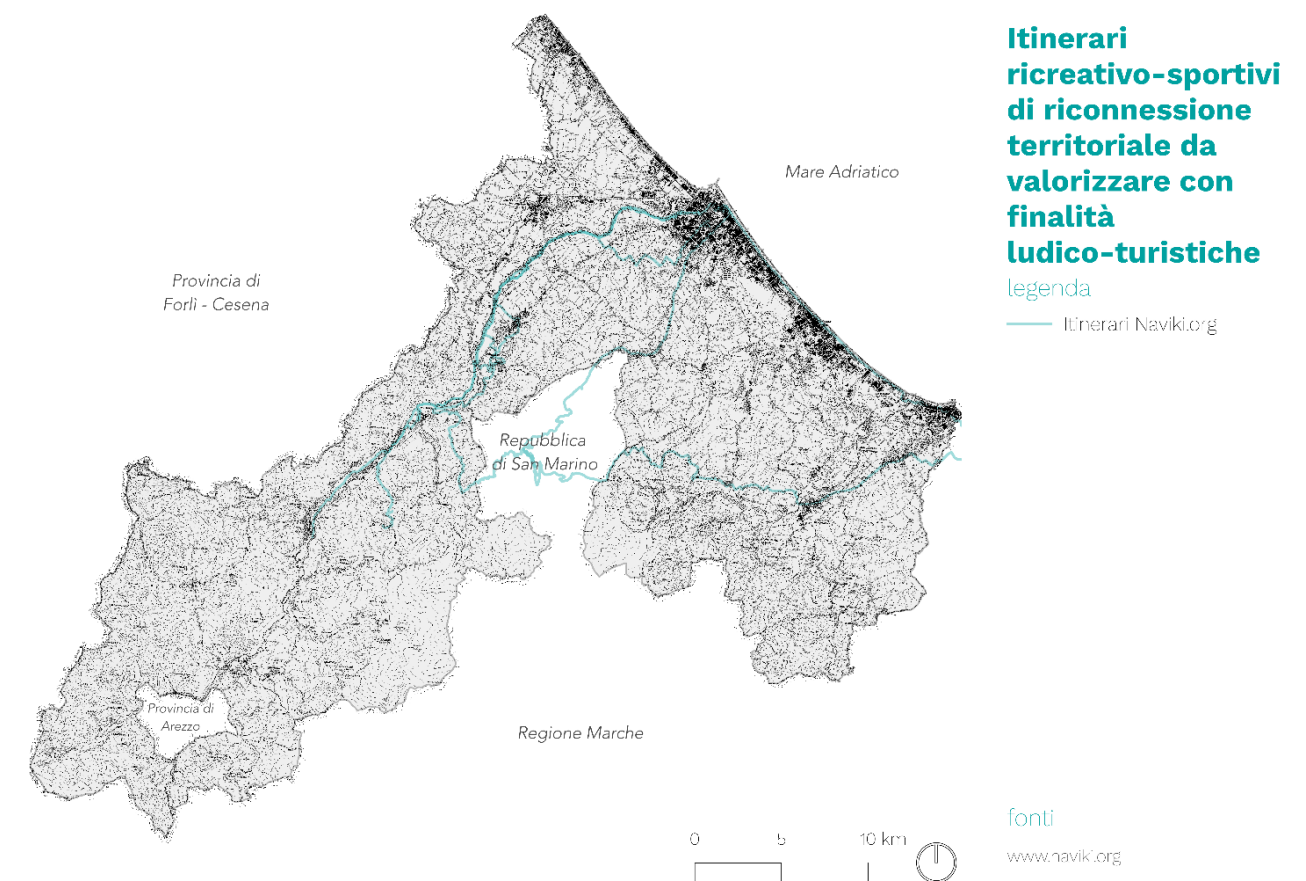 Itinerari
ricreativo-sportivi
di riconnessione
territoriale da
valorizzare con
finalità
ludico-turistiche
legenda
Itinerari Naviki.org
Mare Adriatico
Provincia di
Forlì - Cesena
Repubblica
di San Marino
Provincia di
Arezzo
Regione Marche
0 5 10 km
fonti
www.naviki.org